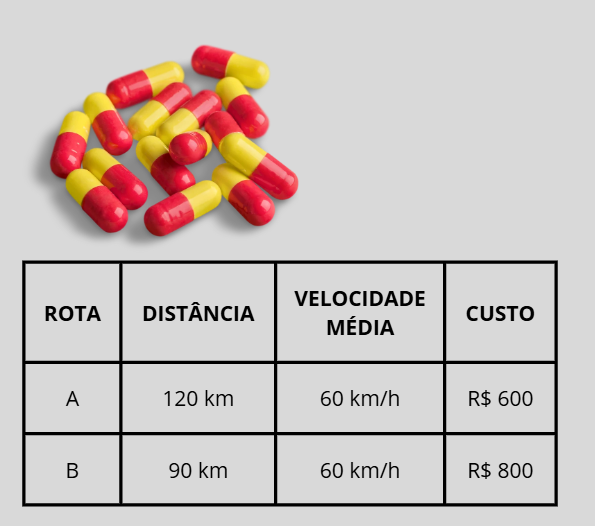 ROTA DISTÂNCIA VELOCIDADE MÉDIA CUSTO
A 120 km 60 km/h R$ 600
B 90 km 60 km/h R$ 800